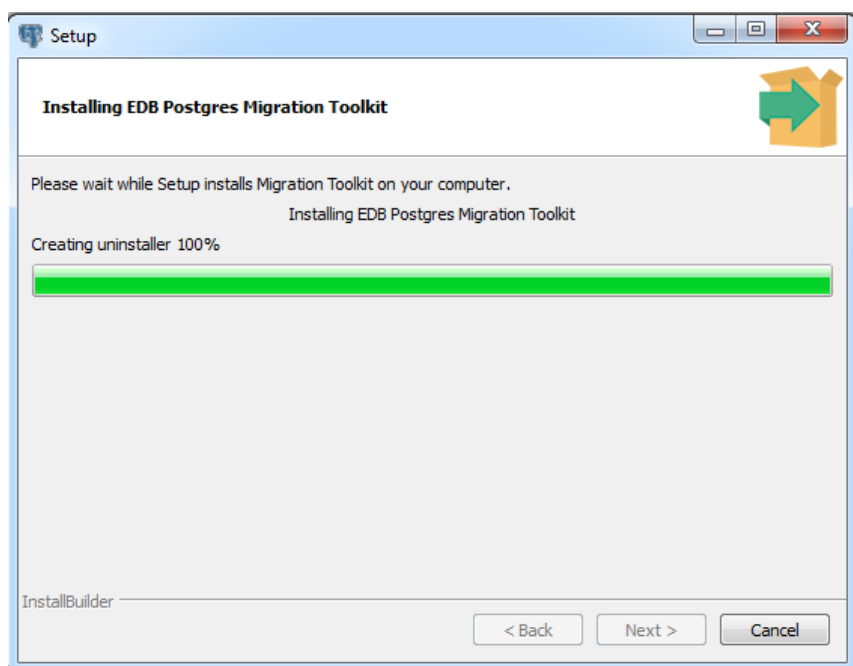 Setup
Installing EDB Postgres Migration Toolkit
Please wait while Setup installs Migration Toolkit on your computer.
Installing EDB Postgres Migration Toolkit
Creating uninstaller 100%
InstallBuilder
< Back Next > Cancel